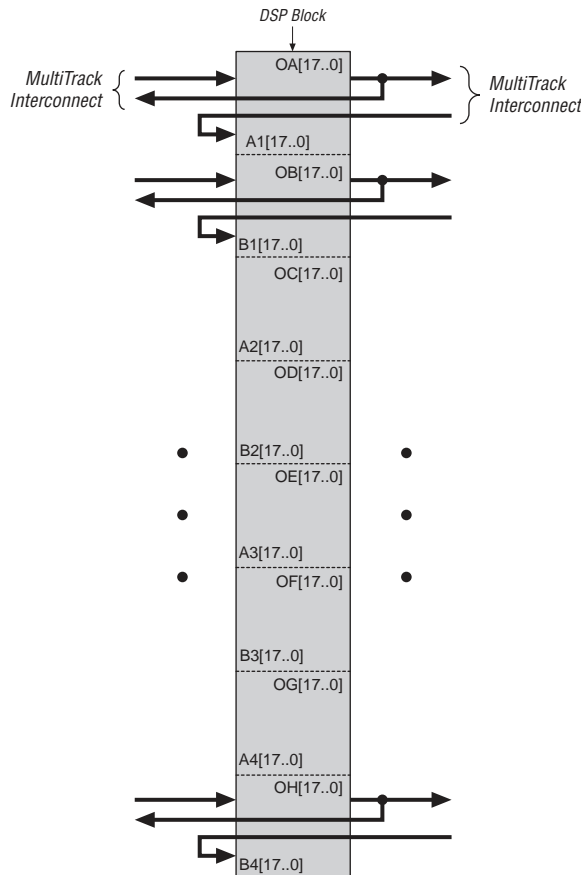 DSP Block
MultiTrack
Interconnect
OA[17..0]
MultiTrack
Interconnect
A1[17..0]
OB[17..0]
B1[17..0]
OC[17..0]
A2[17..0]
OD[17..0]
B2[17..0]
OE[17..0]
A3[17..0]
OF[17..0]
B3[17..0]
OG[17..0]
A4[17..0]
OH[17..0]
B4[17..0]